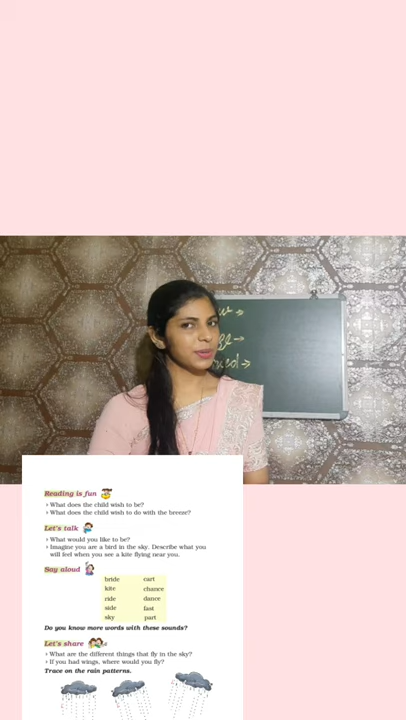 Reading is fun
› What does the child wish to be?
› What does the child wish to do with the breeze?
Let's talk
› What would you like to be?
› Imagine you are a bird in the sky. Describe what you
will feel when you see a kite flying near you.
Say aloud
bride cart
kite chance
ride dance
side fast
sky part
Do you know more words with these sounds?
Let's share
› What are the different things that fly in the sky?
› If you had wings, where would you fly?
Trace on the rain patterns.